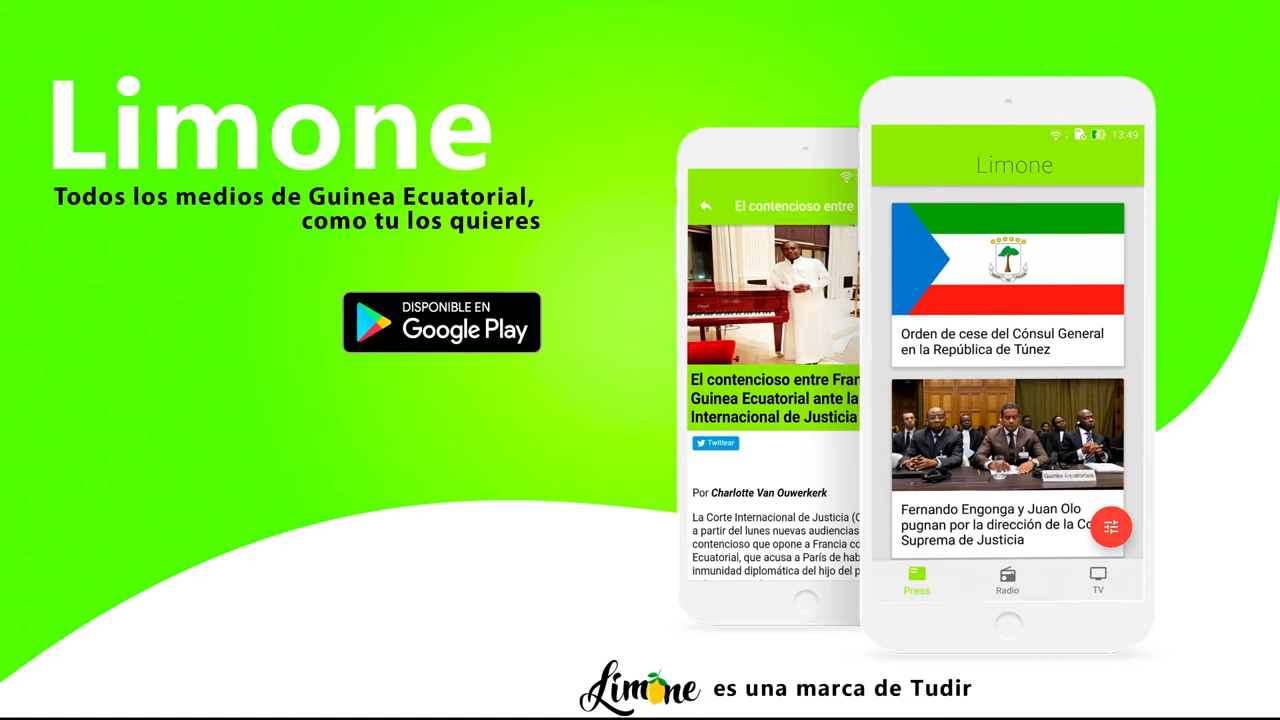 Limone
Todos los medios de Guinea Ecuatorial,
como tu los quieres
DISPONIBLE EN
Google Play
El contencioso entre
El contencioso entre Fran
Guinea Ecuatorial ante la
Internacional de Justicia
Twittear
Por Charlotte Van Ouwerkerk
La Corte Internacional de Justicia (C
a partir del lunes nuevas audiencias
contencioso que opone a Francia co
Ecuatorial, que acusa a París de hab
inmunidad diplomática del hijo del p
13:49
Limone
Orden de cese del Cónsul General
en la República de Túnez
Guinée Equatoriale
Fernando Engonga y Juan Olo
pugnan por la dirección de la Co
Suprema de Justicia
Press
Radio
TV
Limone es una marca de Tudir